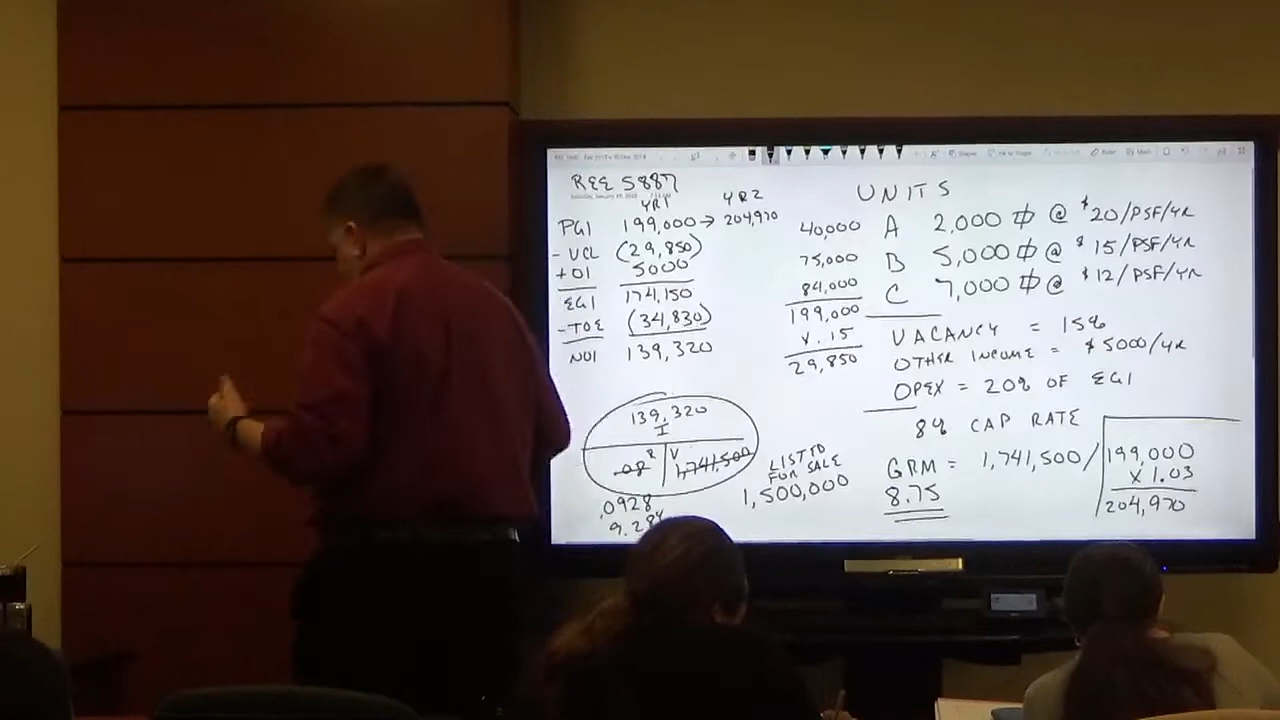 REE 5887
YR1 YR2
PGI 199,000 → 204,970
- VCL (29,850)
+ OI 5000
EGI 174,150
- TOE (34,830)
NOI 139,320
139,320
I
.08 R V 1,741,500
.0928
9.28%
LISTED
FOR SALE
1,500,000
UNITS
40,000 A 2,000 ⏍ @ $20/PSF/YR
75,000 B 5,000 ⏍ @ $15/PSF/YR
84,000 C 7,000 ⏍ @ $12/PSF/YR
199,000
x .15
29,850
VACANCY = 15%
OTHER INCOME = $5000/YR
OPEX = 20% OF EGI
8% CAP RATE
GRM = 1,741,500/
8.75
199,000
x 1.03
204,970